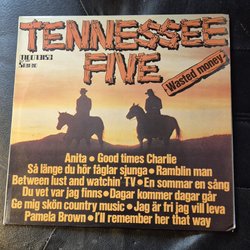 TENNESSEE
FIVE
Wasted money
Anita • Good times Charlie
Så länge du hör fåglar sjunga • Ramblin man
Between lust and watchin' TV • En sommar en sång
Du vet var jag finns • Dagar kommer dagar går
Ge mig skön country music • Jag är fri jag vill leva
Pamela Brown • I'll remember her that way